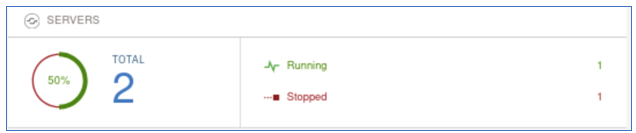 SERVERS
50%
TOTAL
2
Running 1
Stopped 1